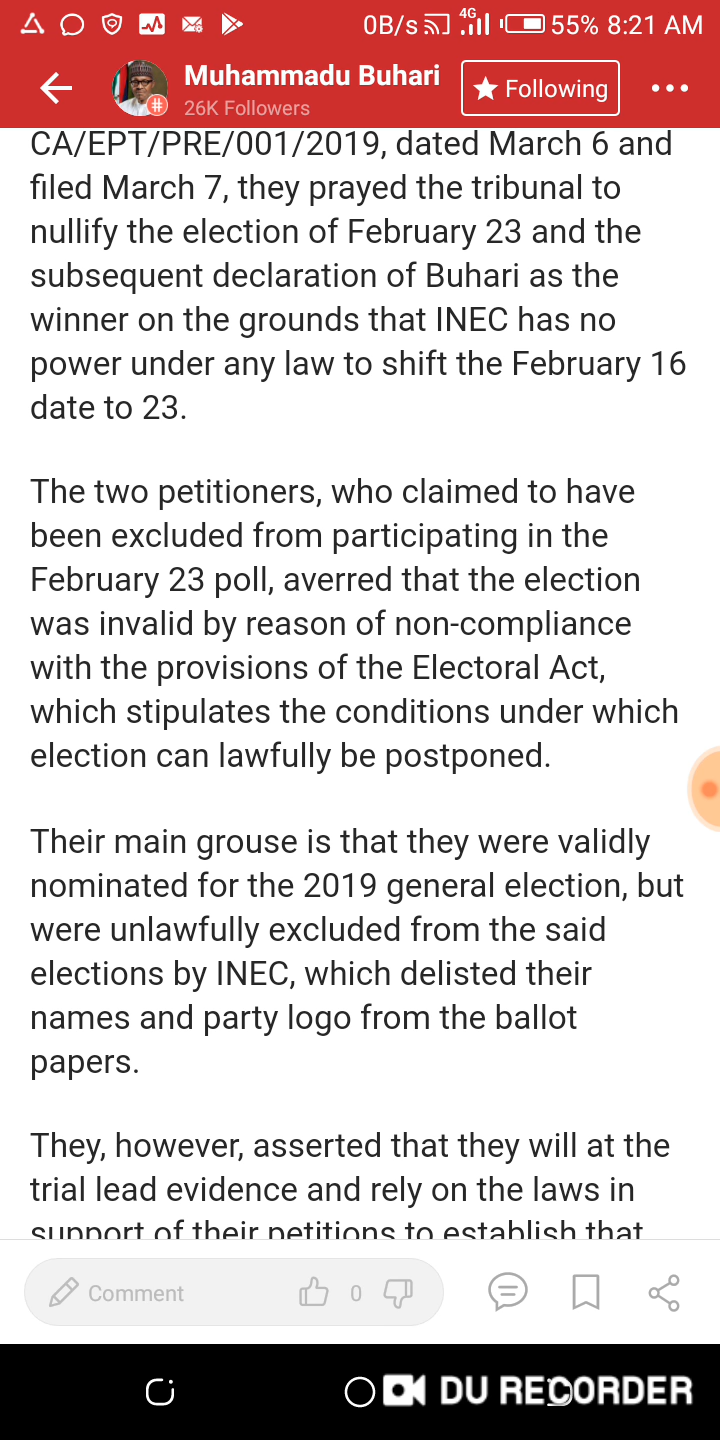 0B/s 4G 55% 8:21 AM
Muhammadu Buhari
26K Followers
Following
CA/EPT/PRE/001/2019, dated March 6 and
filed March 7, they prayed the tribunal to
nullify the election of February 23 and the
subsequent declaration of Buhari as the
winner on the grounds that INEC has no
power under any law to shift the February 16
date to 23.
The two petitioners, who claimed to have
been excluded from participating in the
February 23 poll, averred that the election
was invalid by reason of non-compliance
with the provisions of the Electoral Act,
which stipulates the conditions under which
election can lawfully be postponed.
Their main grouse is that they were validly
nominated for the 2019 general election, but
were unlawfully excluded from the said
elections by INEC, which delisted their
names and party logo from the ballot
papers.
They, however, asserted that they will at the
trial lead evidence and rely on the laws in
support of their petitions to establish that
Comment 0
DU RECORDER